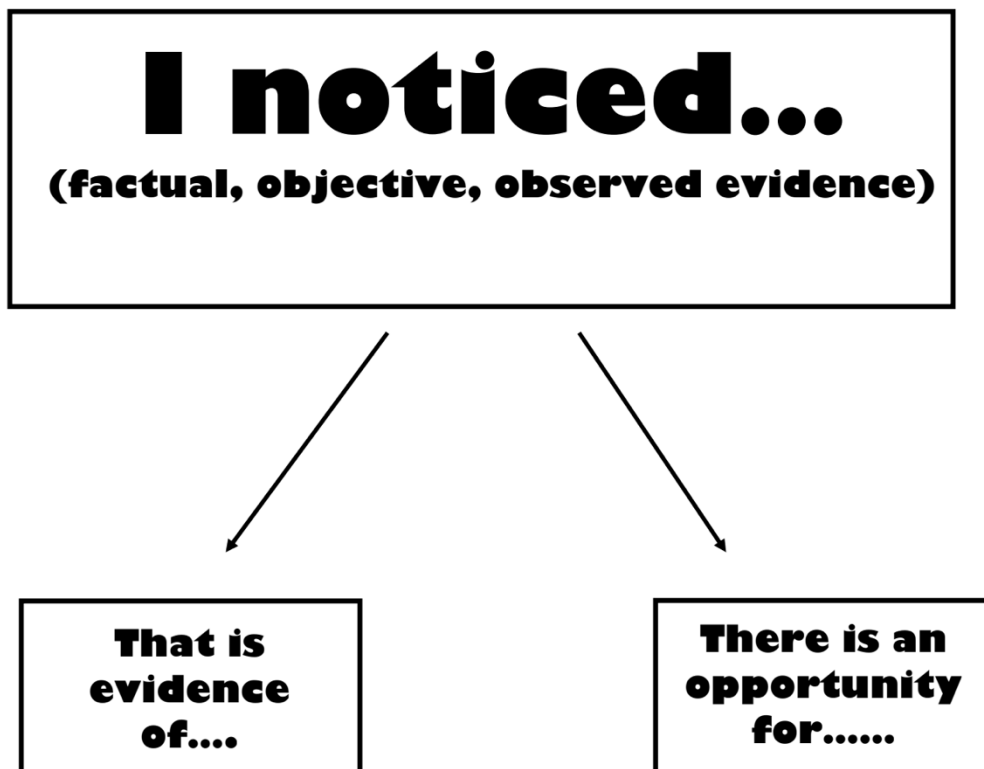 I noticed...
(factual, objective, observed evidence)
That is
evidence
of....
There is an
opportunity
for......